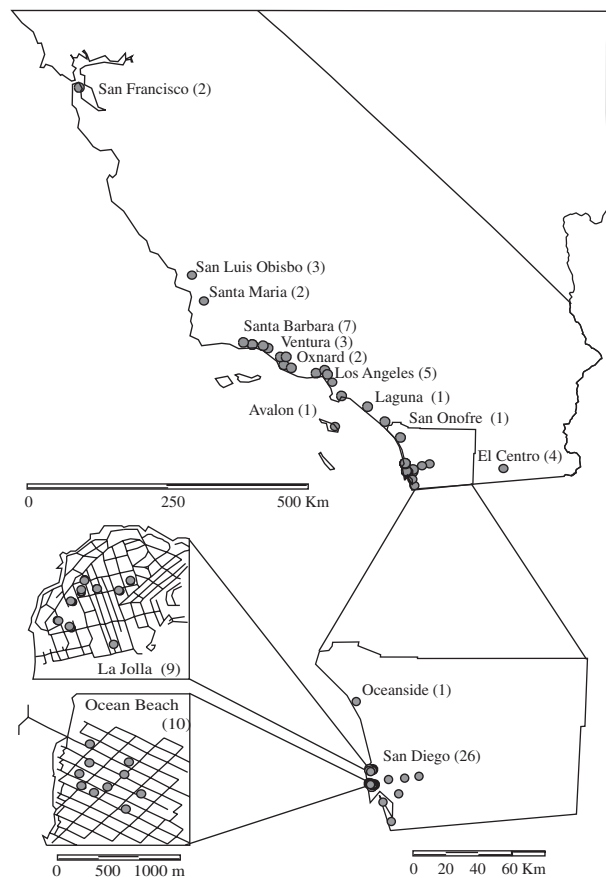 San Francisco (2)
San Luis Obisbo (3)
Santa Maria (2)
Santa Barbara (7)
Ventura (3)
Oxnard (2)
Los Angeles (5)
Laguna (1)
Avalon (1)
San Onofre (1)
El Centro (4)
0 250 500 Km
La Jolla (9)
Ocean Beach
(10)
Oceanside (1)
San Diego (26)
0 500 1000 m
0 20 40 60 Km